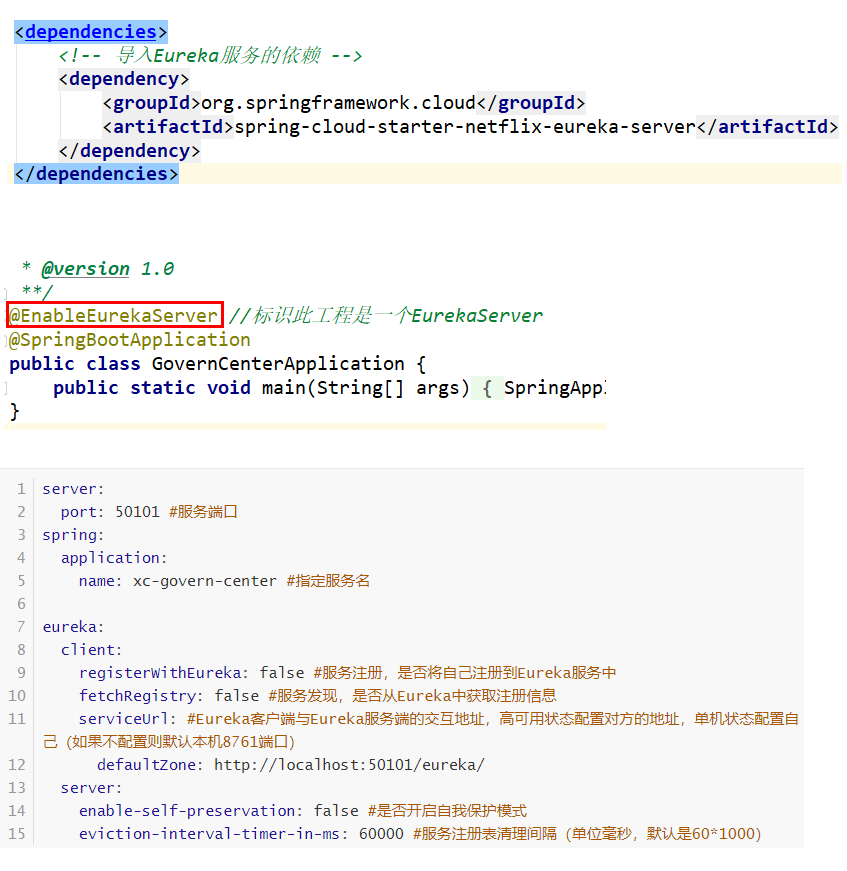 <dependencies>
<!-- 导入Eureka服务的依赖 -->
<dependency>
<groupId>org.springframework.cloud</groupId>
<artifactId>spring-cloud-starter-netflix-eureka-server</artifactId>
</dependency>
</dependencies>
* @version 1.0
**/
@EnableEurekaServer //标识此工程是一个EurekaServer
@SpringBootApplication
public class GovernCenterApplication {
public static void main(String[] args) { SpringAppl
}
1 server:
2 port: 50101 #服务端口
3 spring:
4 application:
5 name: xc-govern-center #指定服务名
6
7 eureka:
8 client:
9 registerWithEureka: false #服务注册，是否将自己注册到Eureka服务中
10 fetchRegistry: false #服务发现，是否从Eureka中获取注册信息
11 serviceUrl: #Eureka客户端与Eureka服务端的交互地址，高可用状态配置对方的地址，单机状态配置自
己（如果不配置则默认本机8761端口）
12 defaultZone: http://localhost:50101/eureka/
13 server:
14 enable-self-preservation: false #是否开启自我保护模式
15 eviction-interval-timer-in-ms: 60000 #服务注册表清理间隔（单位毫秒，默认是60*1000）